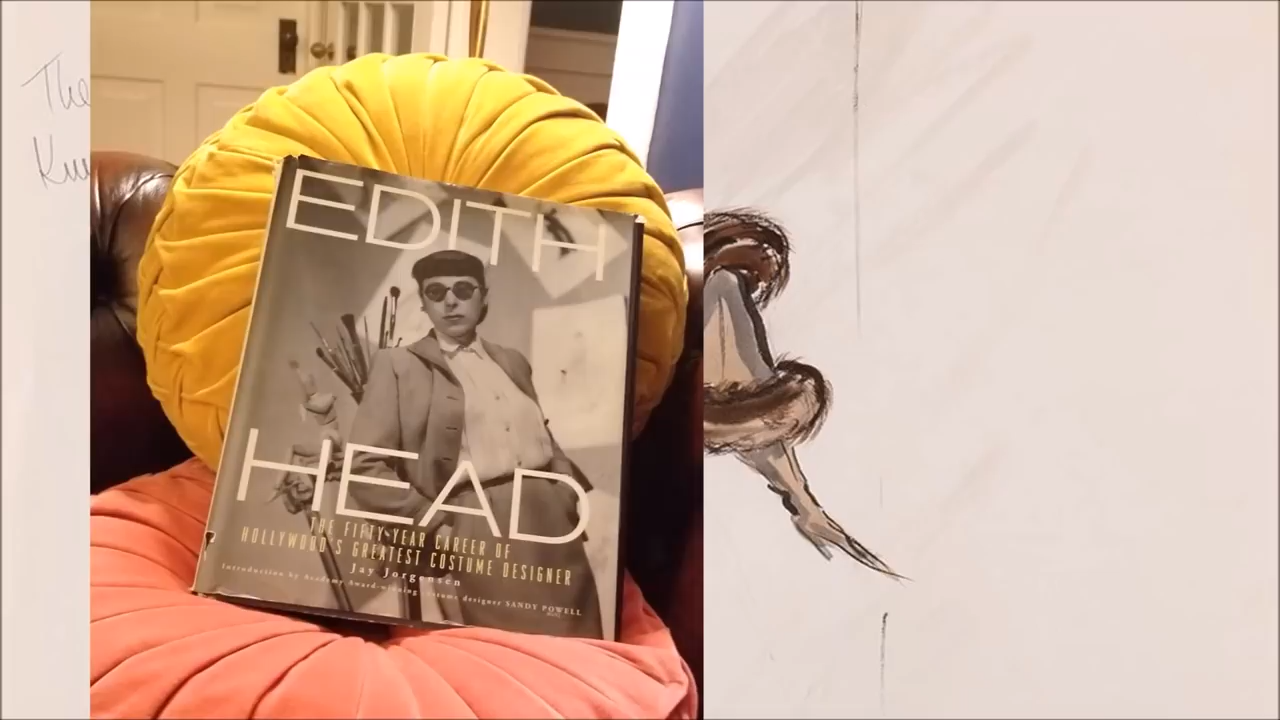 The
EDITH
HEAD
THE FIFTY-YEAR CAREER OF
HOLLYWOOD'S GREATEST COSTUME DESIGNER
Jay Jorgensen
Introduction by Academy Award-winning costume designer SANDY POWELL